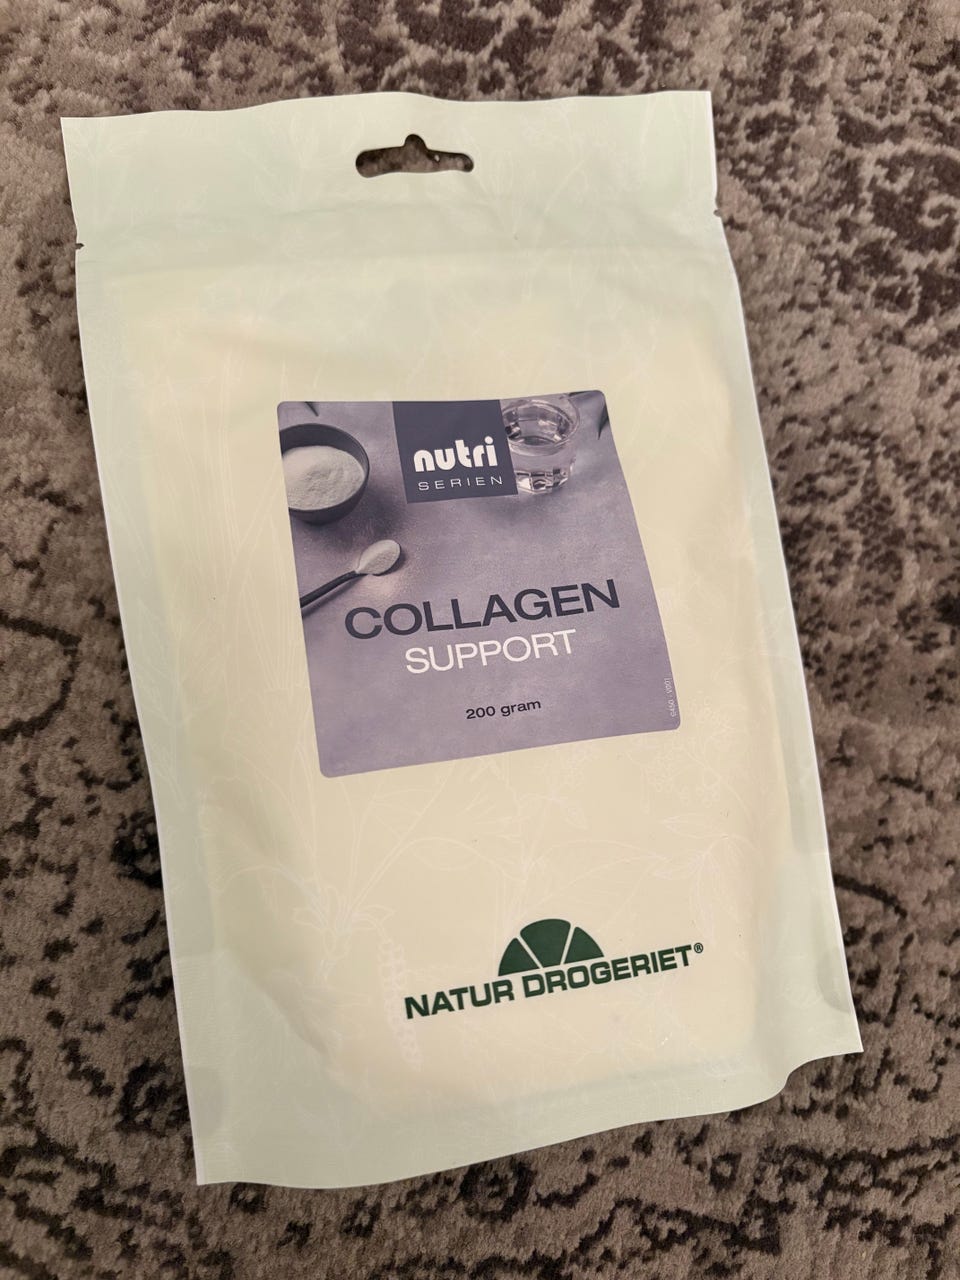 nutri
SERIEN
COLLAGEN
SUPPORT
200 gram
NATUR DROGERIET®